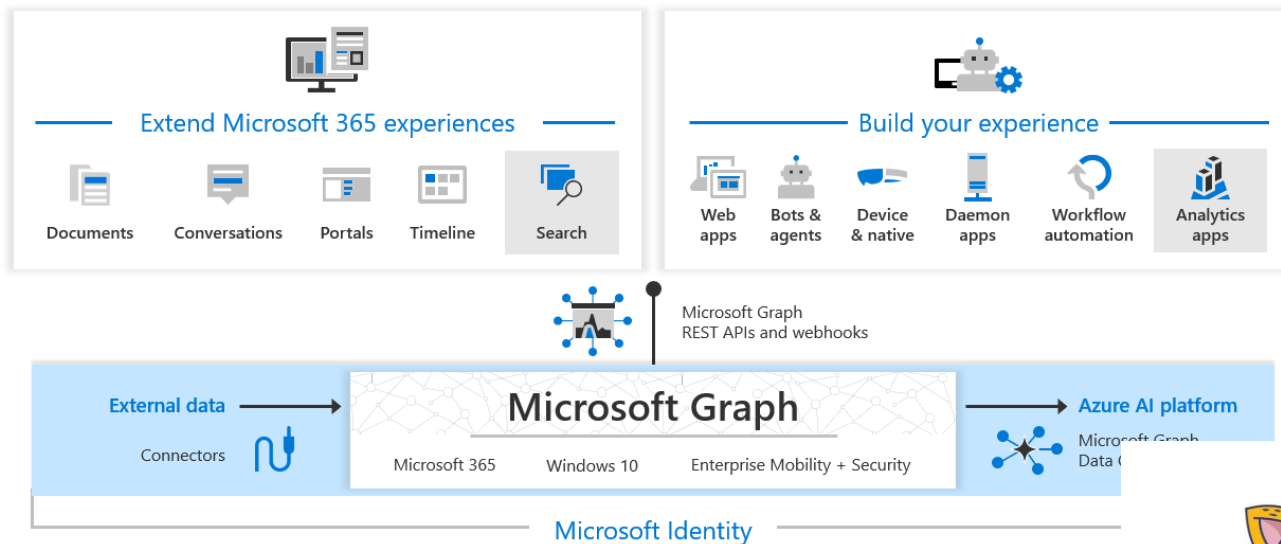 Extend Microsoft 365 experiences
Documents
Conversations
Portals
Timeline
Search
Build your experience
Web
apps
Bots &
agents
Device
& native
Daemon
apps
Workflow
automation
Analytics
apps
Microsoft Graph
REST APIs and webhooks
External data
Connectors
Microsoft Graph
Microsoft 365
Windows 10
Enterprise Mobility + Security
Azure AI platform
Microsoft Graph
Data
Microsoft Identity